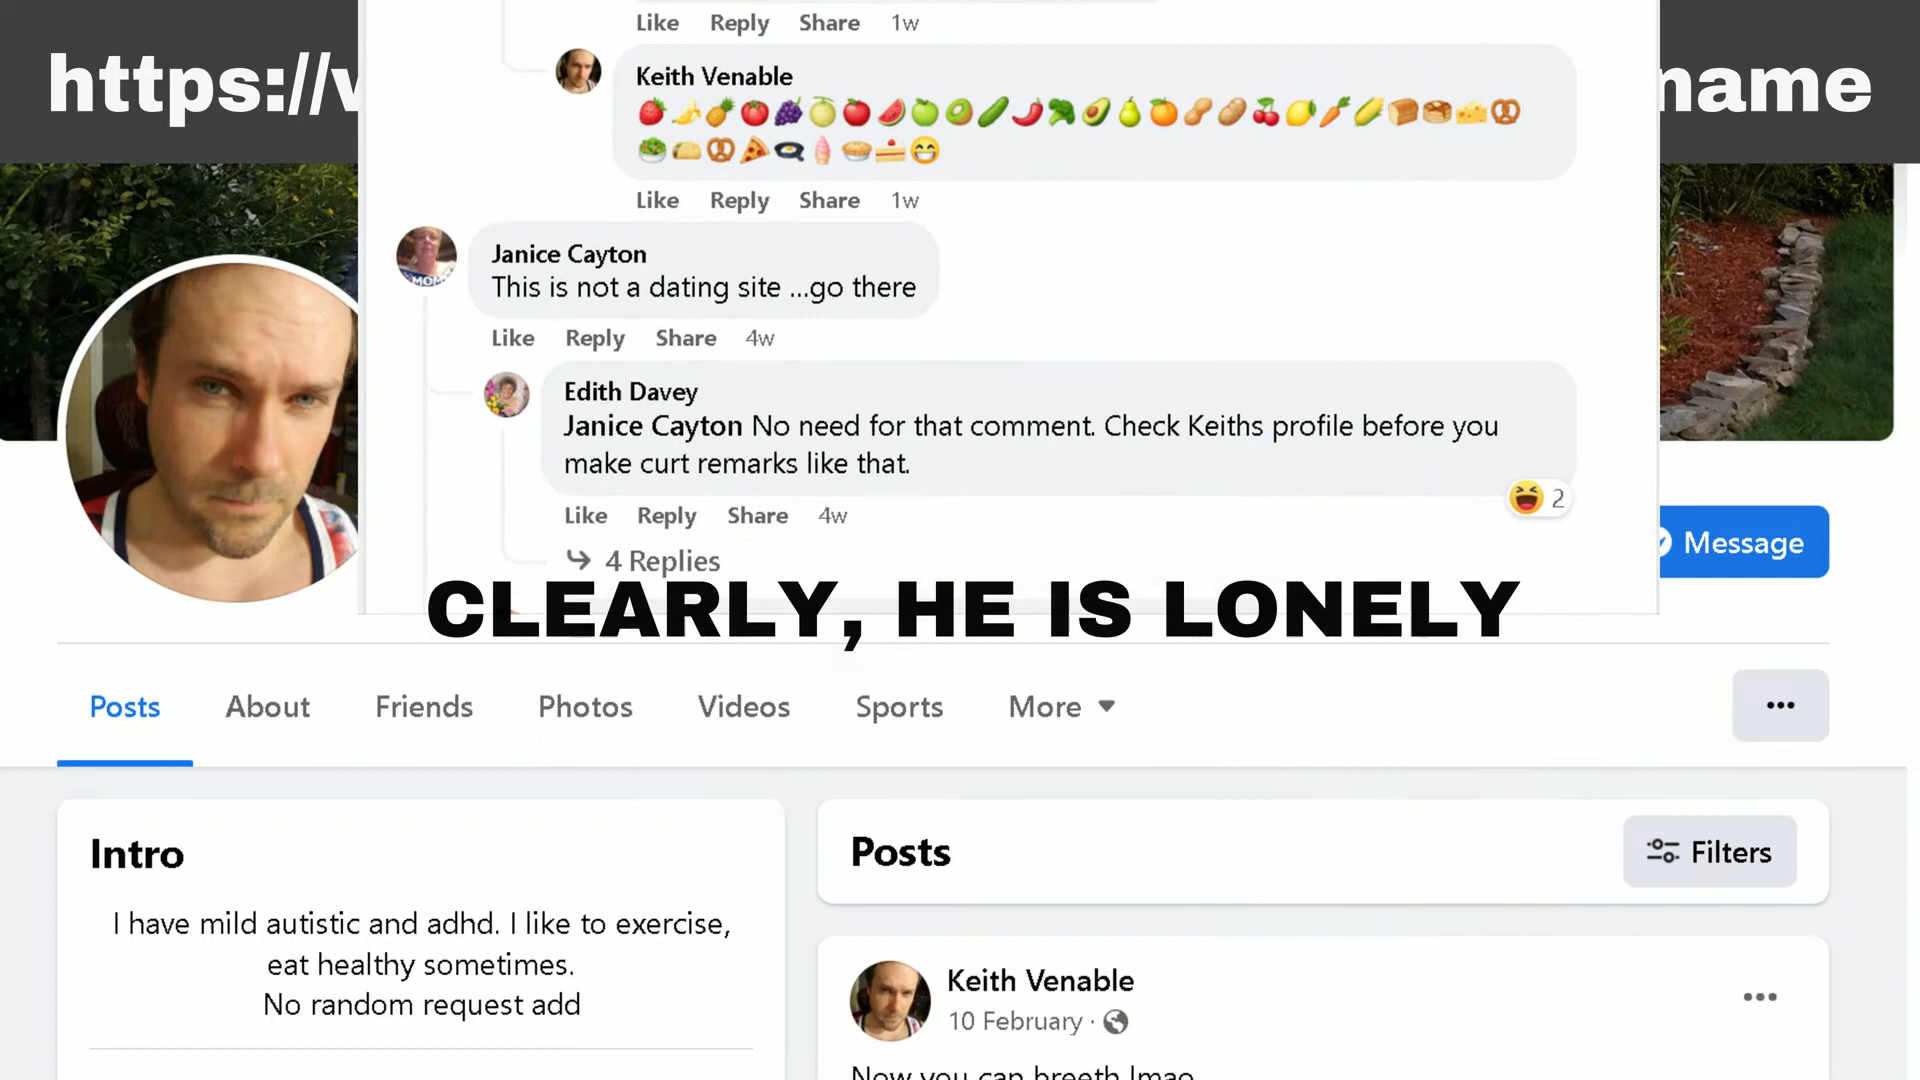 https://
name
Like Reply Share 1w
Keith Venable
Like Reply Share 1w
Janice Cayton
This is not a dating site ...go there
Like Reply Share 4w
Edith Davey
Janice Cayton No need for that comment. Check Keiths profile before you
make curt remarks like that.
2
Like Reply Share 4w
4 Replies
Message
CLEARLY, HE IS LONELY
Posts About Friends Photos Videos Sports More
Intro
I have mild autistic and adhd. I like to exercise,
eat healthy sometimes.
No random request add
Posts
Filters
Keith Venable
10 February ·
Now you can breeth lmao